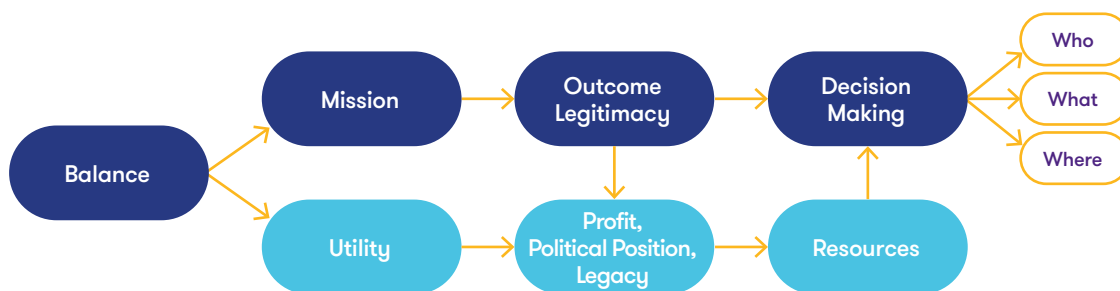 Balance
Mission
Outcome
Legitimacy
Decision
Making
Who
What
Where
Utility
Profit,
Political Position,
Legacy
Resources